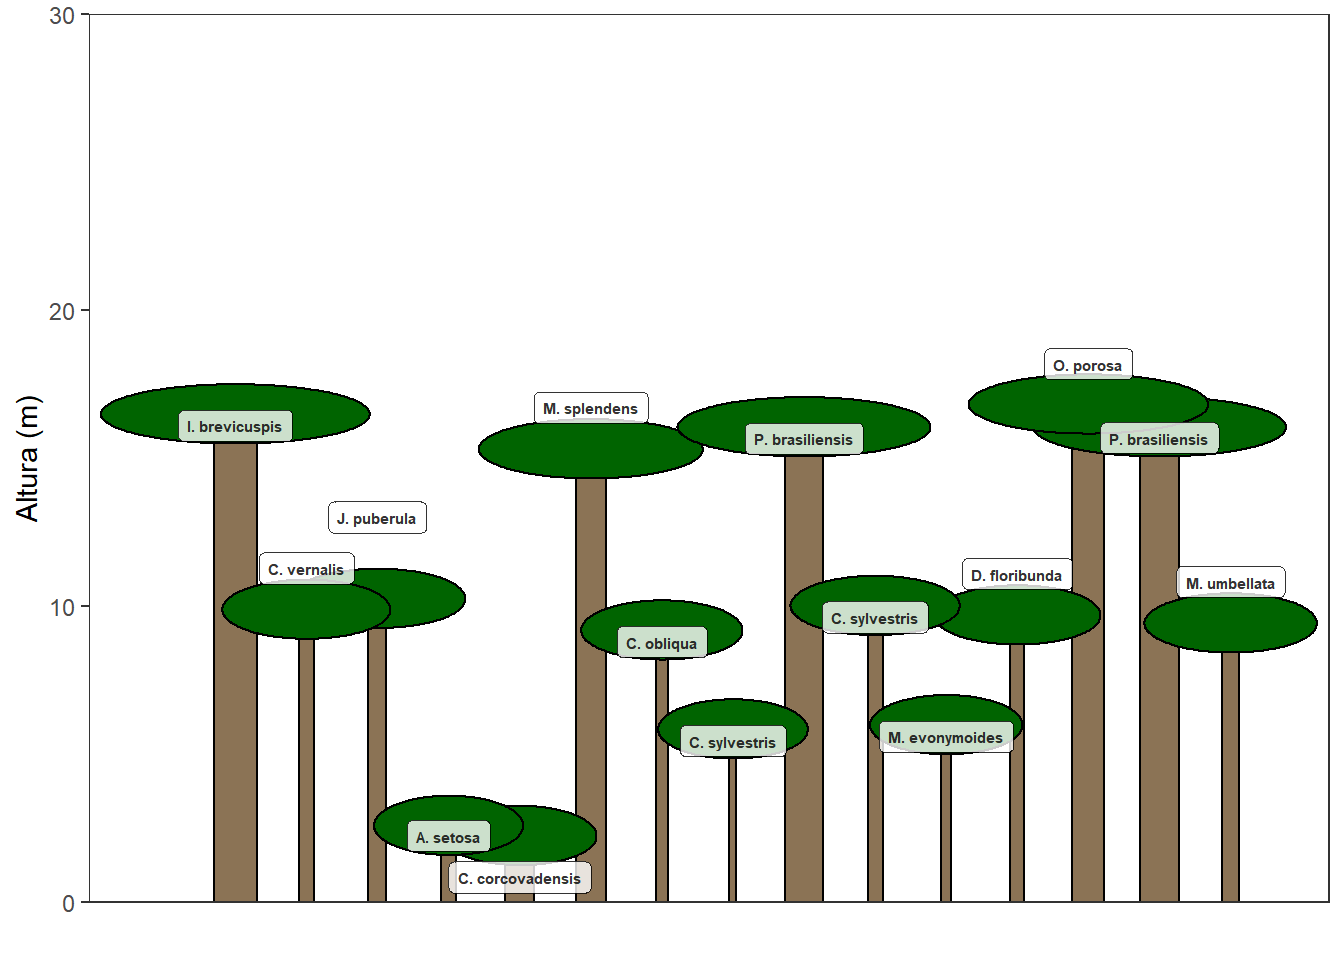 30
20
10
0
Altura (m)
O. porosa
M. splendens
I. brevicuspis
P. brasiliensis
P. brasiliensis
J. puberula
C. vernalis
D. floribunda
M. umbellata
C. sylvestris
C. obliqua
M. evonymoides
C. sylvestris
A. setosa
C. corcovadensis